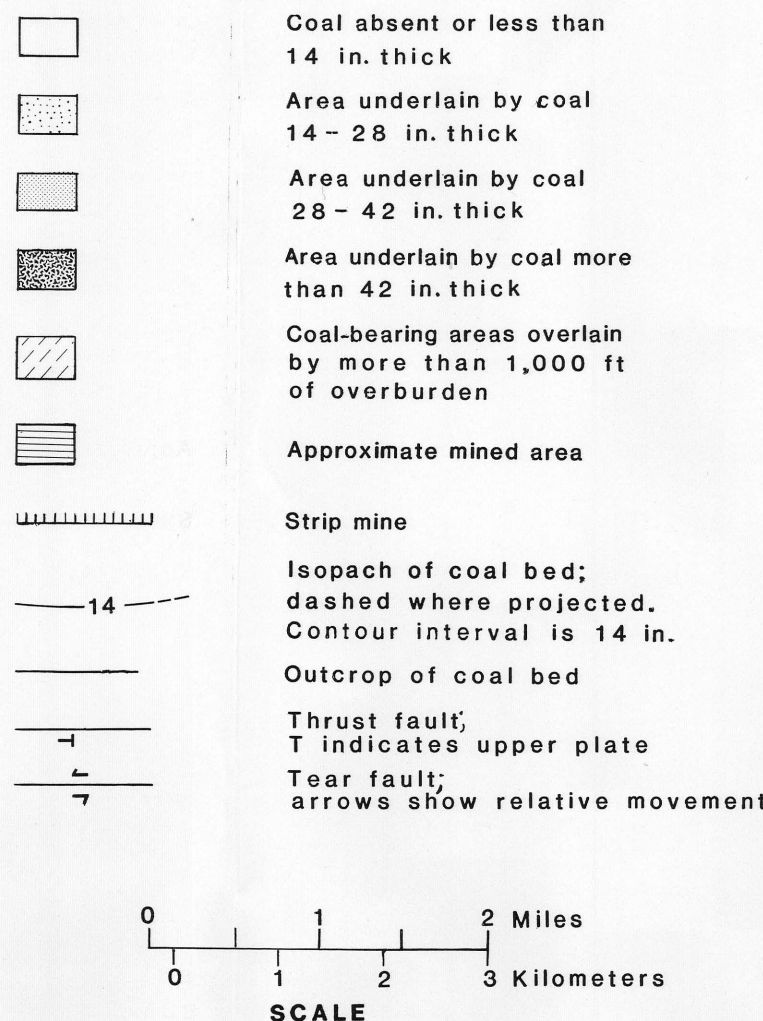 Coal absent or less than
14 in. thick
Area underlain by coal
14 - 28 in. thick
Area underlain by coal
28 - 42 in. thick
Area underlain by coal more
than 42 in. thick
Coal-bearing areas overlain
by more than 1,000 ft
of overburden
Approximate mined area
Strip mine
Isopach of coal bed;
14 dashed where projected.
Contour interval is 14 in.
Outcrop of coal bed
Thrust fault;
T indicates upper plate
Tear fault;
arrows show relative movement
0 1 2 Miles
0 1 2 3 Kilometers
SCALE